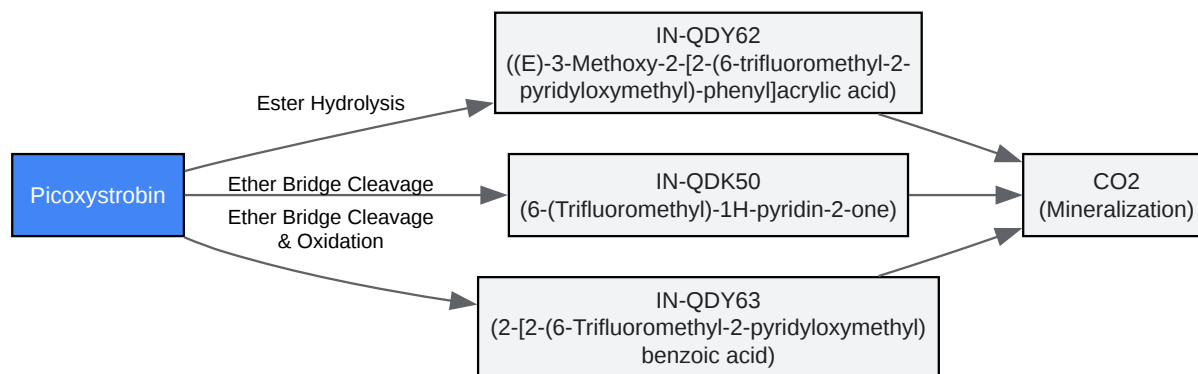 IN-QDY62
((E)-3-Methoxy-2-[2-(6-trifluoromethyl-2-
pyridyloxymethyl)-phenyl]acrylic acid)
Ester Hydrolysis
Picoxystrobin
Ether Bridge Cleavage
IN-QDK50
(6-(Trifluoromethyl)-1H-pyridin-2-one)
CO2
(Mineralization)
Ether Bridge Cleavage
& Oxidation
IN-QDY63
(2-[2-(6-Trifluoromethyl-2-pyridyloxymethyl)
benzoic acid)